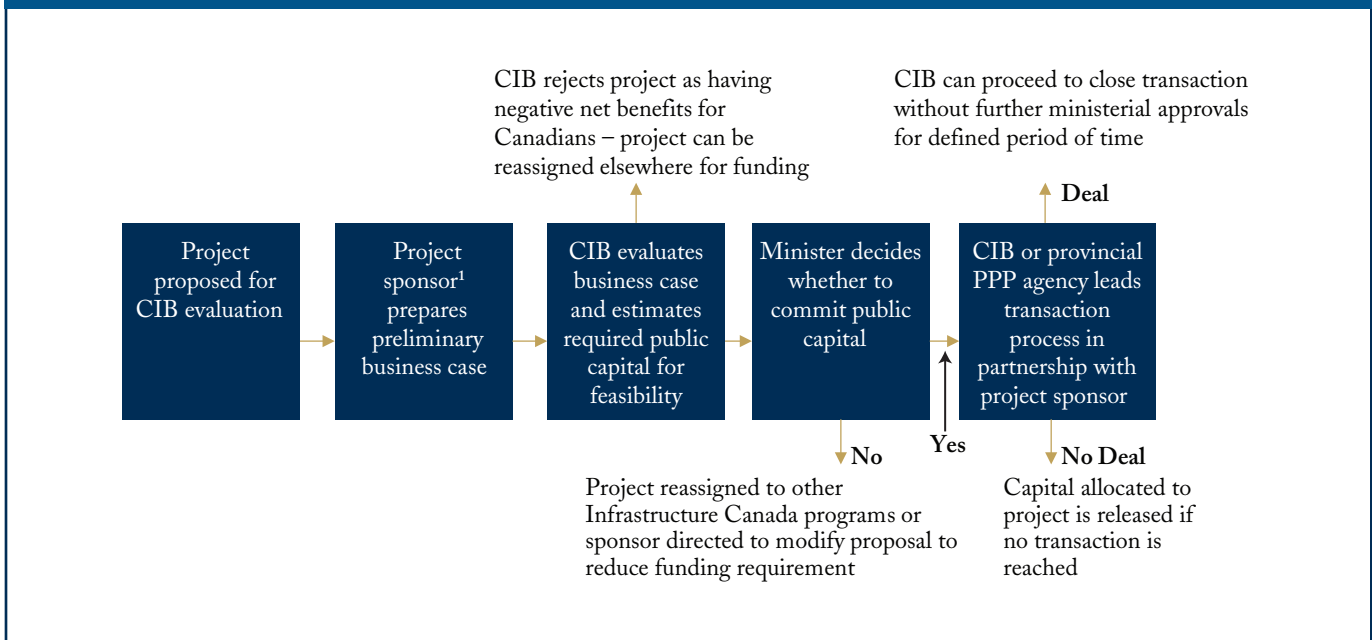 CIB rejects project as having
negative net benefits for
Canadians – project can be
reassigned elsewhere for funding
CIB can proceed to close transaction
without further ministerial approvals
for defined period of time
Deal
Project
proposed for
CIB evaluation
Project
sponsor¹
prepares
preliminary
business case
CIB evaluates
business case
and estimates
required public
capital for
feasibility
Minister decides
whether to
commit public
capital
CIB or provincial
PPP agency leads
transaction
process in
partnership with
project sponsor
No
Yes
No Deal
Project reassigned to other
Infrastructure Canada programs or
sponsor directed to modify proposal to
reduce funding requirement
Capital allocated to
project is released if
no transaction is
reached